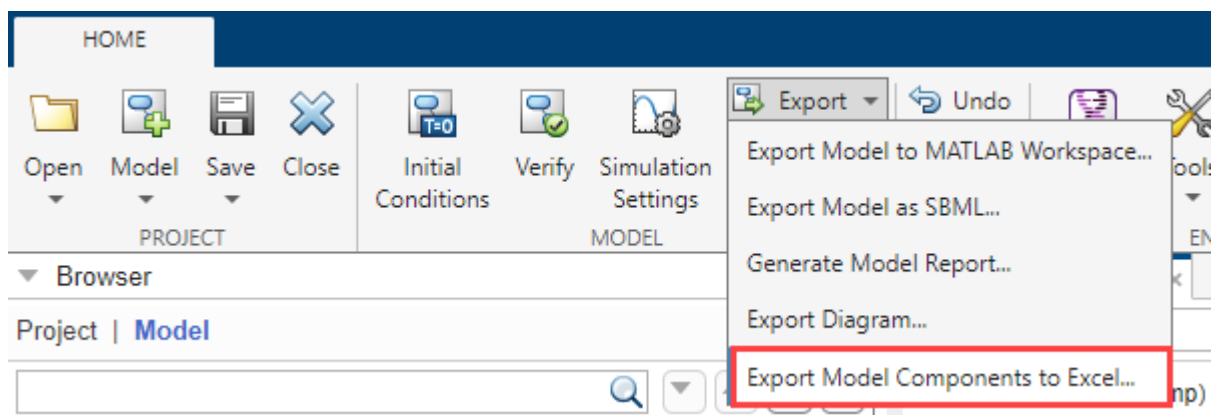 HOME
Open Model Save Close
T=0
Initial
Conditions
Verify
Simulation
Settings
Export
Undo
PROJECT
MODEL
Export Model to MATLAB Workspace...
Export Model as SBML...
Generate Model Report...
Export Diagram...
Export Model Components to Excel...
Browser
Project | Model